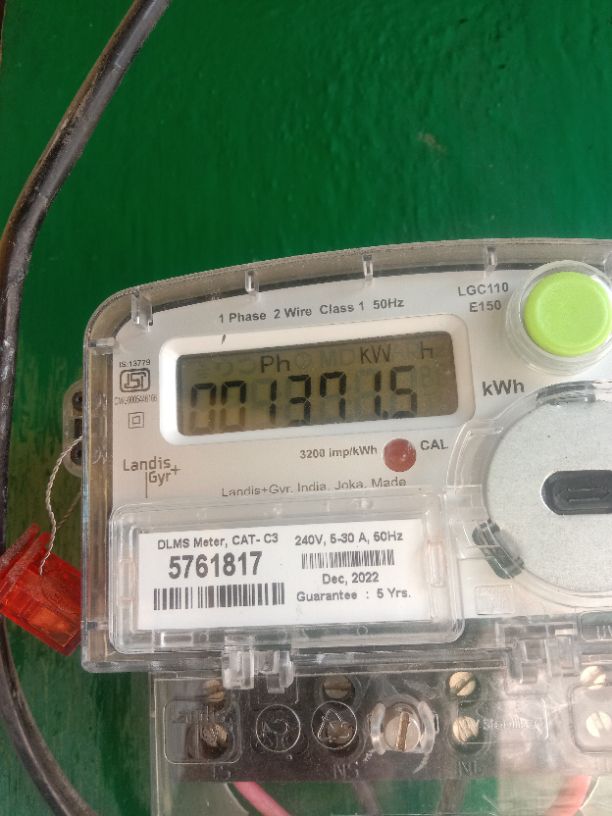 LGC110
E150
1 Phase 2 Wire Class 1 50Hz
IS:13779
Ph KW h
001371.5
kWh
3200 imp/kWh
CAL
Landis
Gyr+
Landis+Gyr. India. Joka. Made
DLMS Meter, CAT- C3
240V, 5-30 A, 50Hz
5761817
Dec, 2022
Guarantee : 5 Yrs.